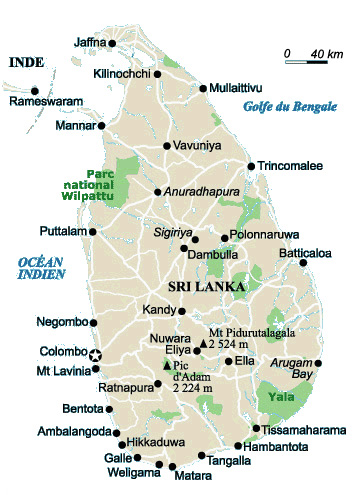 Jaffna
INDE
0 40 km
Kilinochchi
Rameswaram
Mullaittivu
Golfe du Bengale
Mannar
Vavuniya
Trincomalee
Parc
national
Wilpattu
Anuradhapura
Puttalam
Sigiriya
Polonnaruwa
Dambulla
Batticaloa
OCÉAN
INDIEN
SRI LANKA
Kandy
Negombo
Mt Pidurutalagala
2 524 m
Nuwara
Eliya
Colombo
Ella
Arugam
Bay
Mt Lavinia
Pic
d'Adam
2 224 m
Ratnapura
Yala
Bentota
Ambalangoda
Tissamaharama
Hikkaduwa
Hambantota
Galle
Tangalla
Weligama
Matara